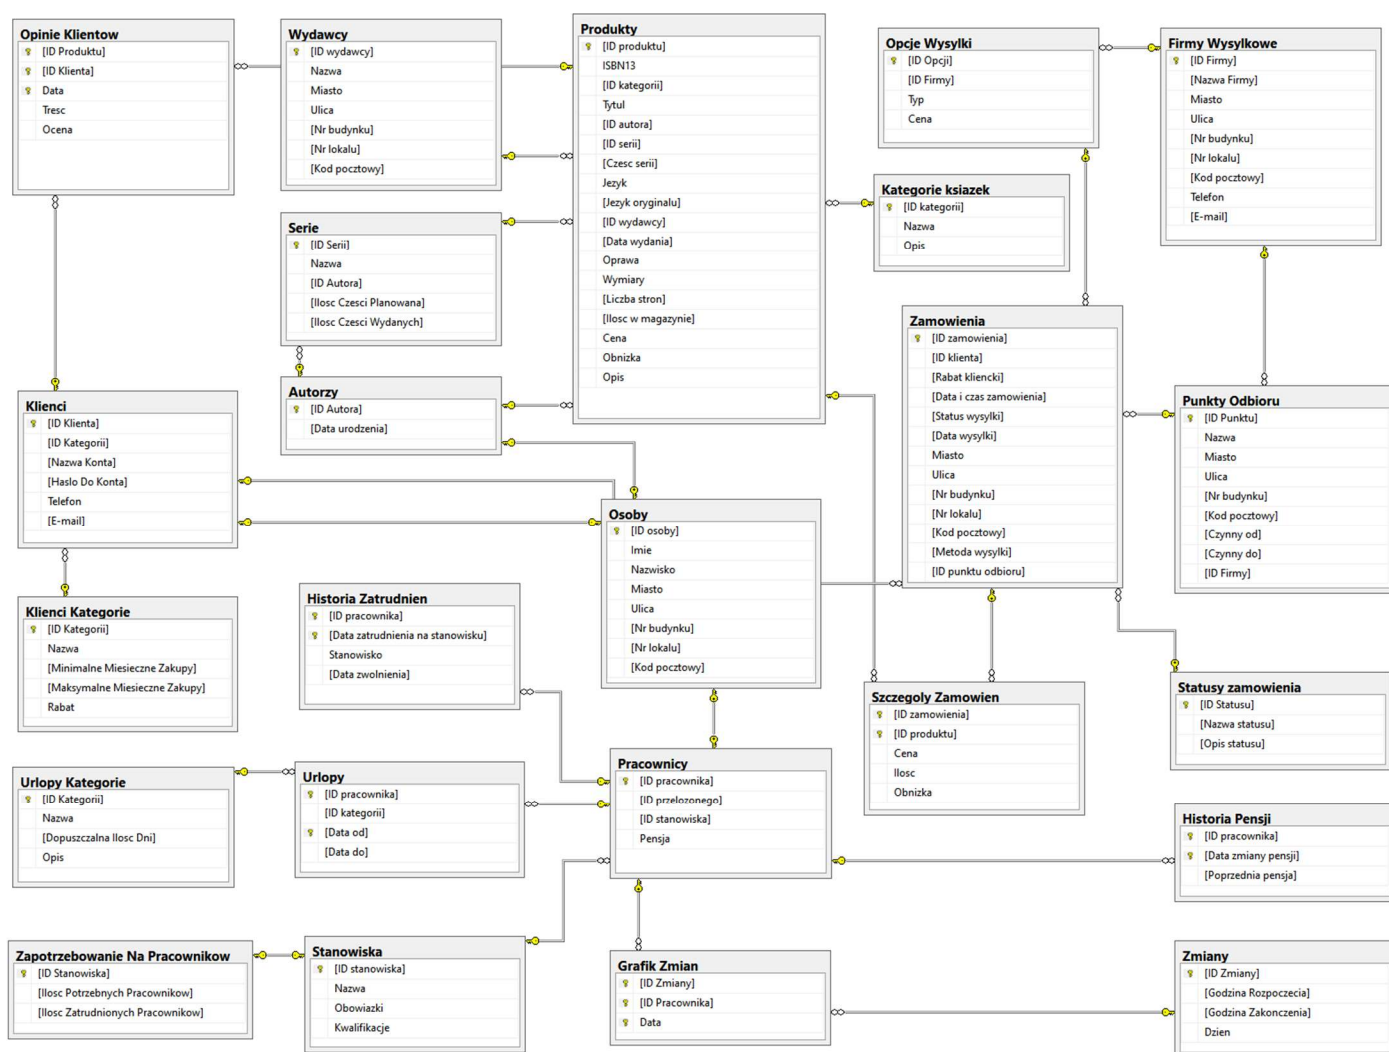 Opinie Klientow
[ID Produktu]
[ID Klienta]
Data
Tresc
Ocena
Wydawcy
[ID wydawcy]
Nazwa
Miasto
Ulica
[Nr budynku]
[Nr lokalu]
[Kod pocztowy]
Produkty
[ID produktu]
ISBN13
[ID kategorii]
Tytul
[ID autora]
[ID serii]
[Czesc serii]
Jezyk
[Jezyk oryginalu]
[ID wydawcy]
[Data wydania]
Oprawa
Wymiary
[Liczba stron]
[Ilosc w magazynie]
Cena
Obnizka
Opis
Opcje Wysylki
[ID Opcji]
[ID Firmy]
Typ
Cena
Firmy Wysylkowe
[ID Firmy]
[Nazwa Firmy]
Miasto
Ulica
[Nr budynku]
[Nr lokalu]
[Kod pocztowy]
Telefon
[E-mail]
Kategorie ksiazek
[ID kategorii]
Nazwa
Opis
Serie
[ID Serii]
Nazwa
[ID Autora]
[Ilosc Czesci Planowana]
[Ilosc Czesci Wydanych]
Zamowienia
[ID zamowienia]
[ID klienta]
[Rabat kliencki]
[Data i czas zamowienia]
[Status wysylki]
[Data wysylki]
Miasto
Ulica
[Nr budynku]
[Nr lokalu]
[Kod pocztowy]
[Metoda wysylki]
[ID punktu odbioru]
Autorzy
[ID Autora]
[Data urodzenia]
Klienci
[ID Klienta]
[ID Kategorii]
[Nazwa Konta]
[Haslo Do Konta]
Telefon
[E-mail]
Punkty Odbioru
[ID Punktu]
Nazwa
Miasto
Ulica
[Nr budynku]
[Kod pocztowy]
[Czynny od]
[Czynny do]
[ID Firmy]
Osoby
[ID osoby]
Imie
Nazwisko
Miasto
Ulica
[Nr budynku]
[Nr lokalu]
[Kod pocztowy]
Historia Zatrudnien
[ID pracownika]
[Data zatrudnienia na stanowisku]
Stanowisko
[Data zwolnienia]
Klienci Kategorie
[ID Kategorii]
Nazwa
[Minimalne Miesieczne Zakupy]
[Maksymalne Miesieczne Zakupy]
Rabat
Szczegoly Zamowien
[ID zamowienia]
[ID produktu]
Cena
Ilosc
Obnizka
Statusy zamowienia
[ID Statusu]
[Nazwa statusu]
[Opis statusu]
Pracownicy
[ID pracownika]
[ID przelozonego]
[ID stanowiska]
Pensja
Urlopy Kategorie
[ID Kategorii]
Nazwa
[Dopuszczalna Ilosc Dni]
Opis
Urlopy
[ID pracownika]
[ID kategorii]
[Data od]
[Data do]
Historia Pensji
[ID pracownika]
[Data zmiany pensji]
[Poprzednia pensja]
Zapotrzebowanie Na Pracownikow
[ID Stanowiska]
[Ilosc Potrzebnych Pracownikow]
[Ilosc Zatrudnionych Pracownikow]
Stanowiska
[ID stanowiska]
Nazwa
Obowiazki
Kwalifikacje
Grafik Zmian
[ID Zmiany]
[ID Pracownika]
Data
Zmiany
[ID Zmiany]
[Godzina Rozpoczecia]
[Godzina Zakonczenia]
Dzien